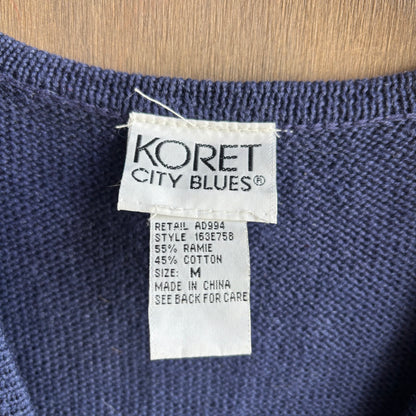 KORET
CITY BLUES®
RETAIL AD994
STYLE 163E758
55% RAMIE
45% COTTON
SIZE: M
MADE IN CHINA
SEE BACK FOR CARE